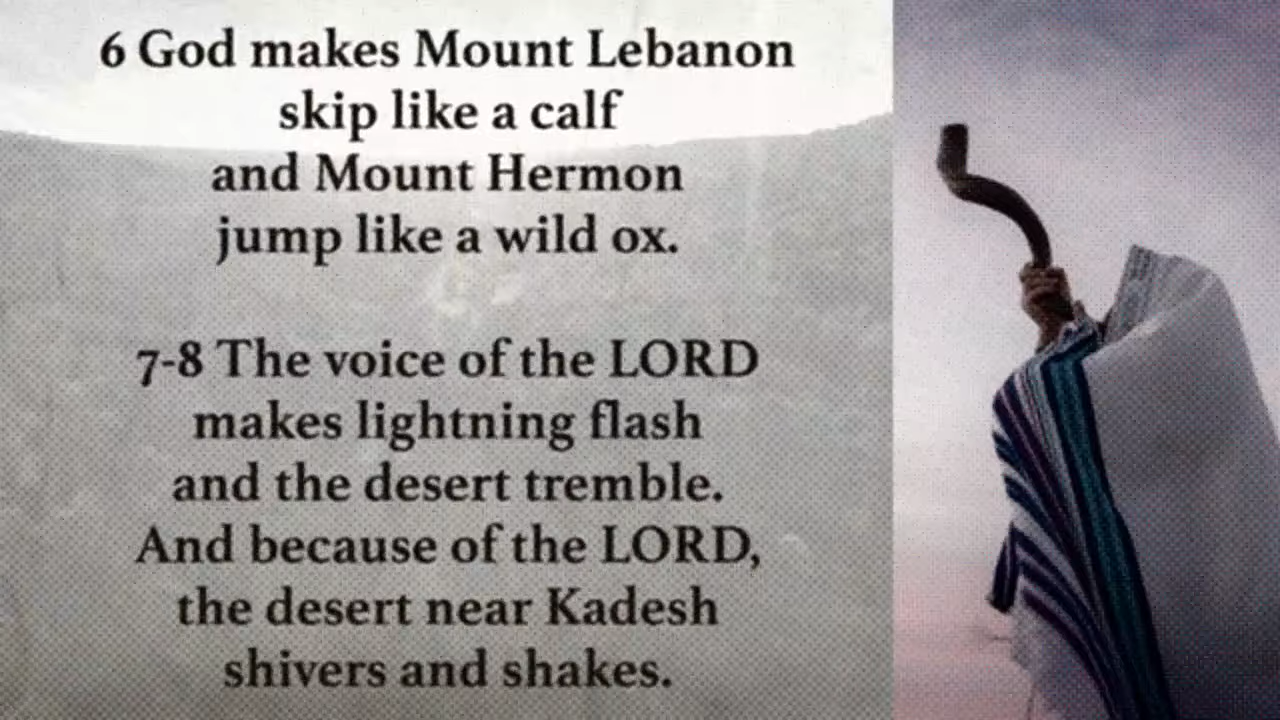 6 God makes Mount Lebanon
skip like a calf
and Mount Hermon
jump like a wild ox.
7-8 The voice of the LORD
makes lightning flash
and the desert tremble.
And because of the LORD,
the desert near Kadesh
shivers and shakes.